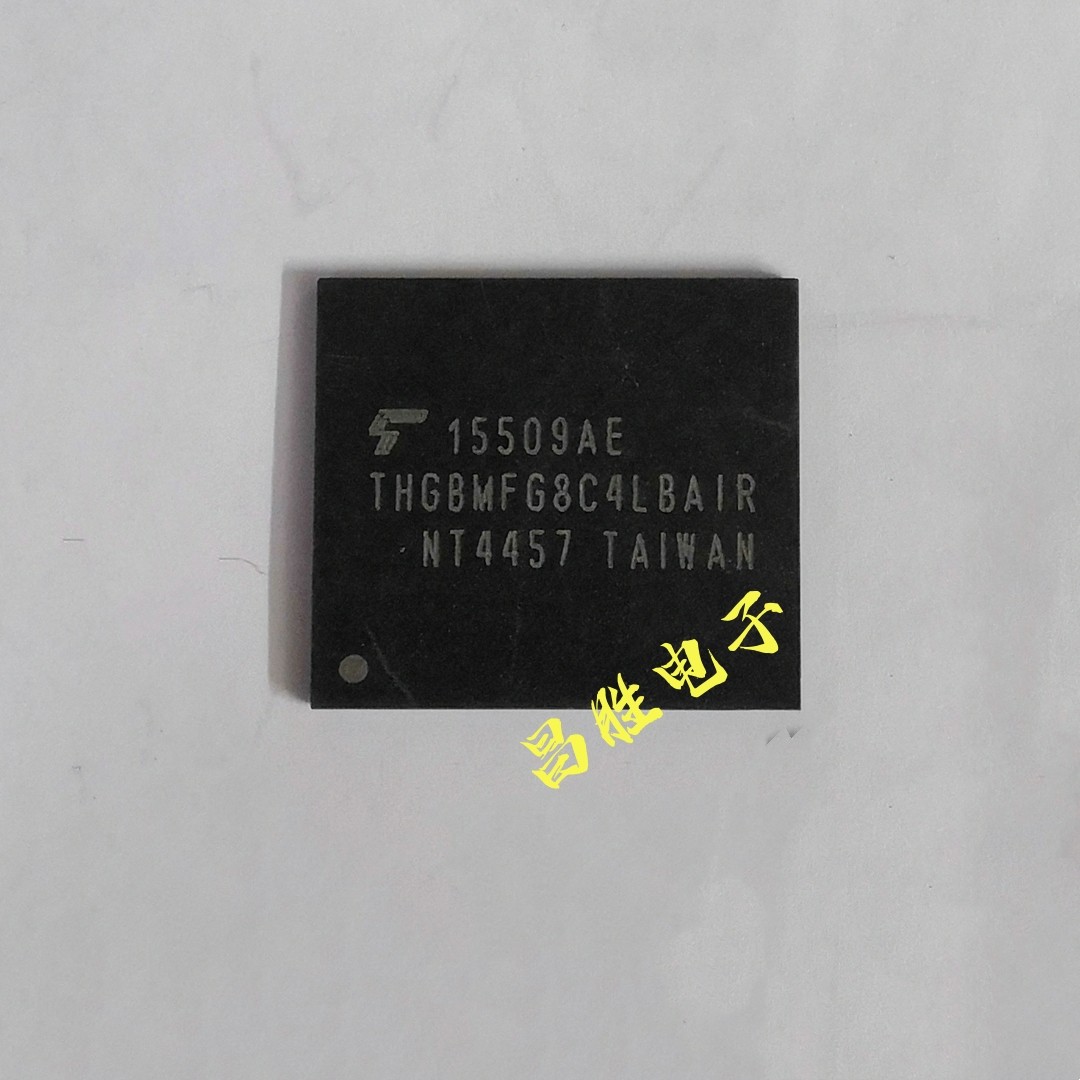 15509AE
THGBMFG8C4LBAIR
NT4457 TAIWAN
昌胜电子